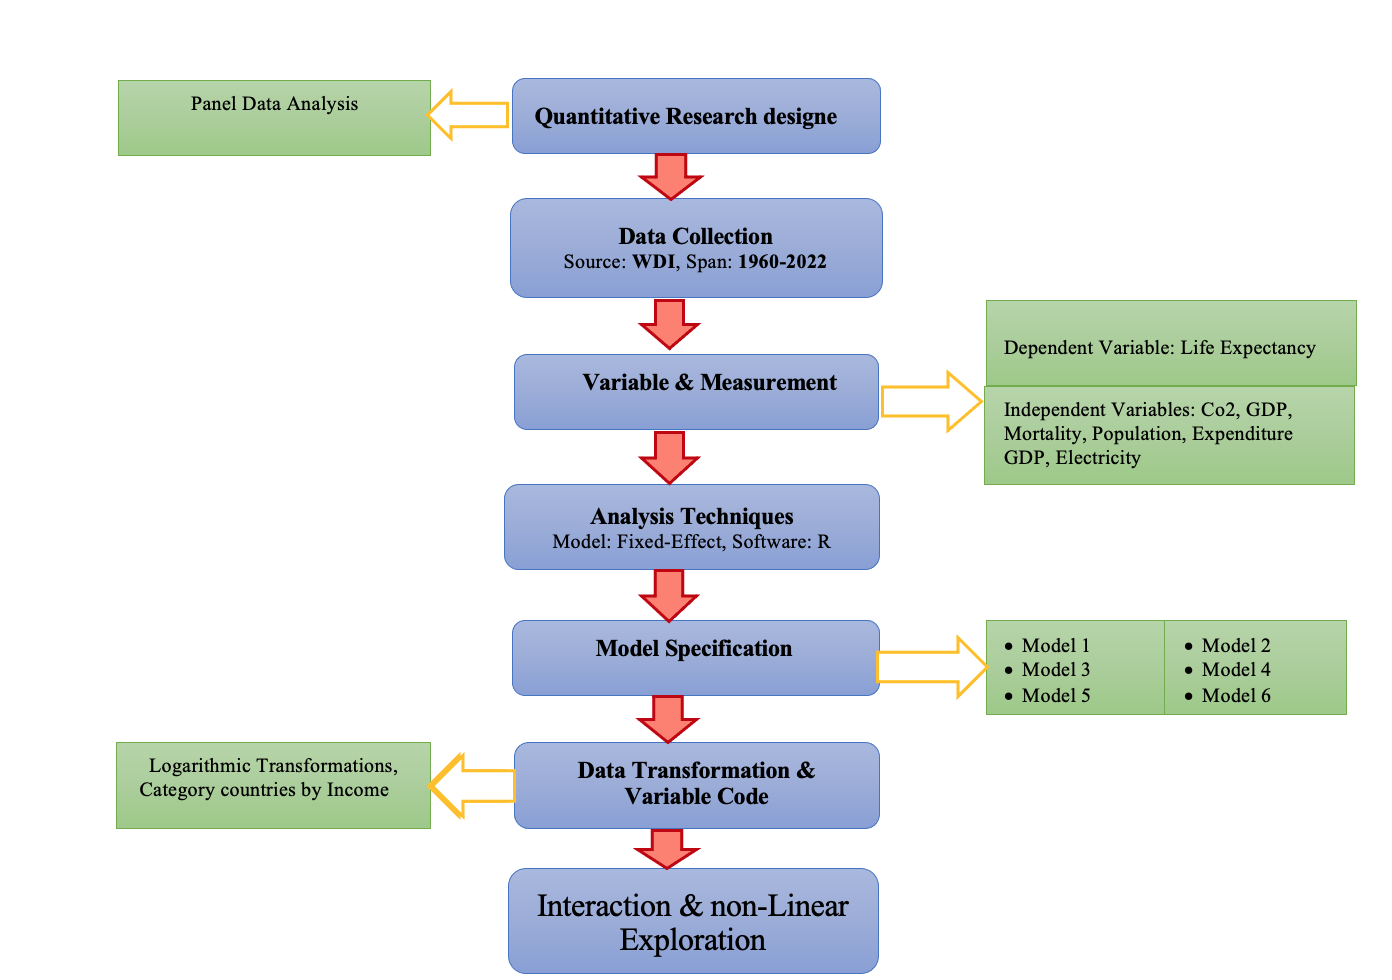 Panel Data Analysis
Quantitative Research designe
Data Collection
Source: WDI, Span: 1960-2022
Variable & Measurement
Dependent Variable: Life Expectancy
Independent Variables: Co2, GDP,
Mortality, Population, Expenditure
GDP, Electricity
Analysis Techniques
Model: Fixed-Effect, Software: R
Model Specification
• Model 1
• Model 2
• Model 3
• Model 4
• Model 5
• Model 6
Logarithmic Transformations,
Category countries by Income
Data Transformation &
Variable Code
Interaction & non-Linear
Exploration